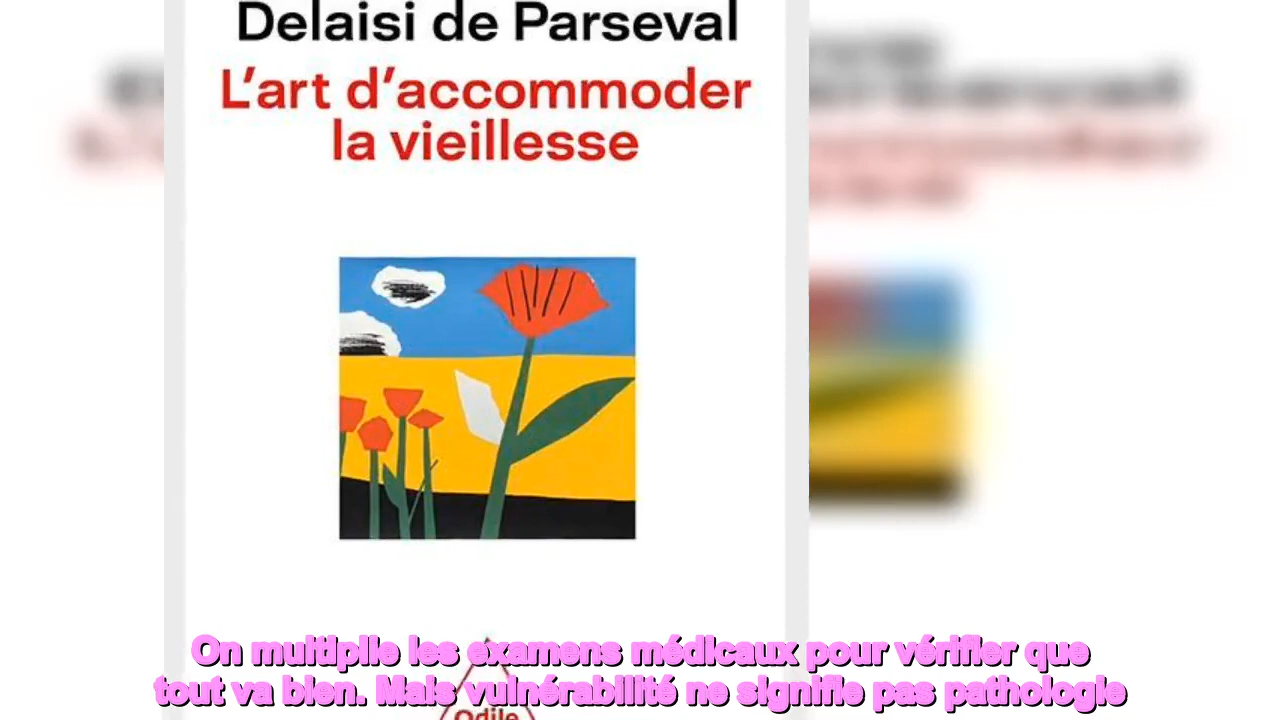 Delaisi de Parseval
L'art d'accommoder
la vieillesse
On multiplie les examens médicaux pour vérifier que
tout va bien. Mais vulnérabilité ne signifie pas pathologie
Odile